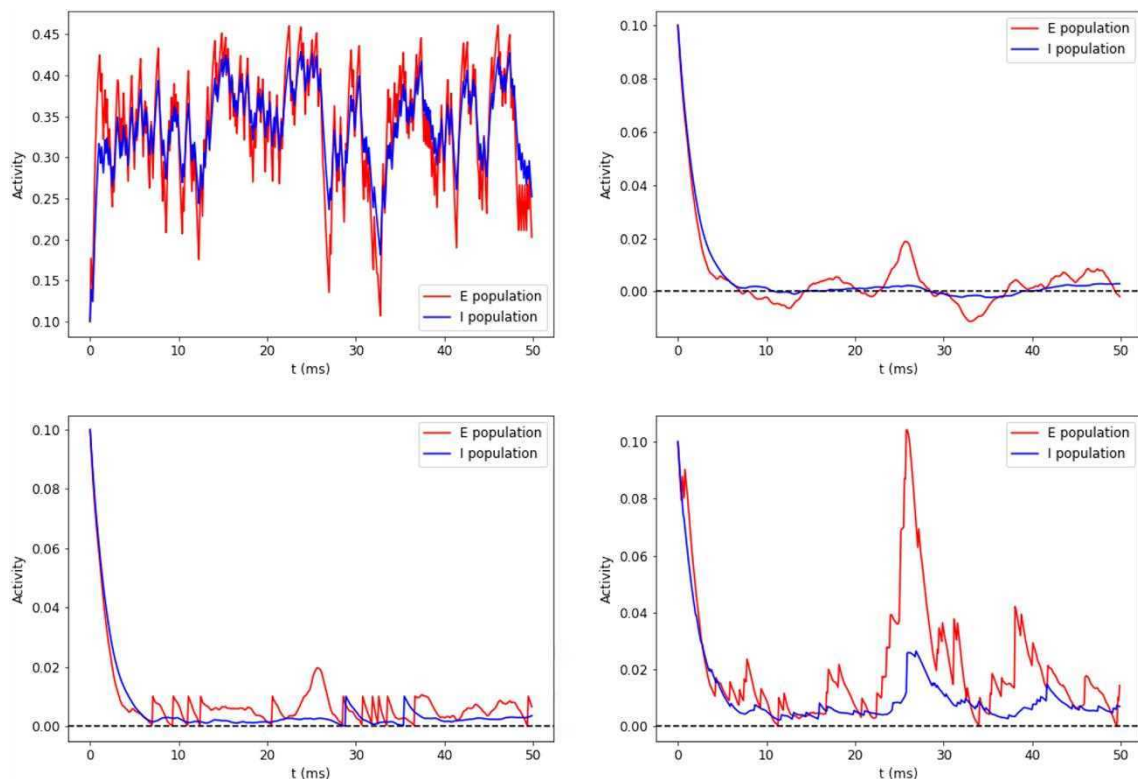 0.45
0.40
0.35
0.30
0.25
0.20
0.15
0.10
Activity
E population
I population
0 10 20 30 40 50
t (ms)
0.10
0.08
0.06
0.04
0.02
0.00
Activity
E population
I population
0 10 20 30 40 50
t (ms)
0.10
0.08
0.06
0.04
0.02
0.00
Activity
E population
I population
0 10 20 30 40 50
t (ms)
0.10
0.08
0.06
0.04
0.02
0.00
Activity
E population
I population
0 10 20 30 40 50
t (ms)